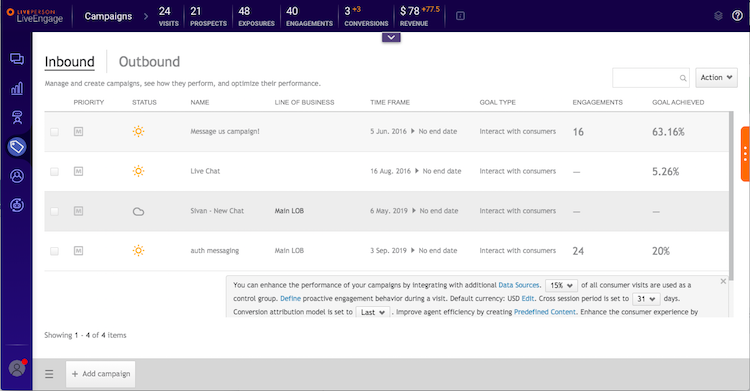 LIVEPERSON
LiveEngage
Campaigns
24
VISITS
21
PROSPECTS
48
EXPOSURES
40
ENGAGEMENTS
3 +3
CONVERSIONS
$ 78 +77.5
REVENUE
Inbound
Outbound
Manage and create campaigns, see how they perform, and optimize their performance.
Action
PRIORITY STATUS NAME LINE OF BUSINESS TIME FRAME GOAL TYPE ENGAGEMENTS GOAL ACHIEVED
M Message us campaign! 5 Jun. 2016 ▶ No end date Interact with consumers 16 63.16%
M Live Chat 16 Aug. 2016 ▶ No end date Interact with consumers — 5.26%
M Sivan - New Chat Main LOB 6 May. 2019 ▶ No end date Interact with consumers — —
M auth messaging Main LOB 3 Sep. 2019 ▶ No end date Interact with consumers 24 20%
You can enhance the performance of your campaigns by integrating with additional Data Sources. 15% of all consumer visits are used as a
control group. Define proactive engagement behavior during a visit. Default currency: USD Edit. Cross session period is set to 31 days.
Conversion attribution model is set to Last . Improve agent efficiency by creating Predefined Content. Enhance the consumer experience by
Showing 1 - 4 of 4 items
+ Add campaign